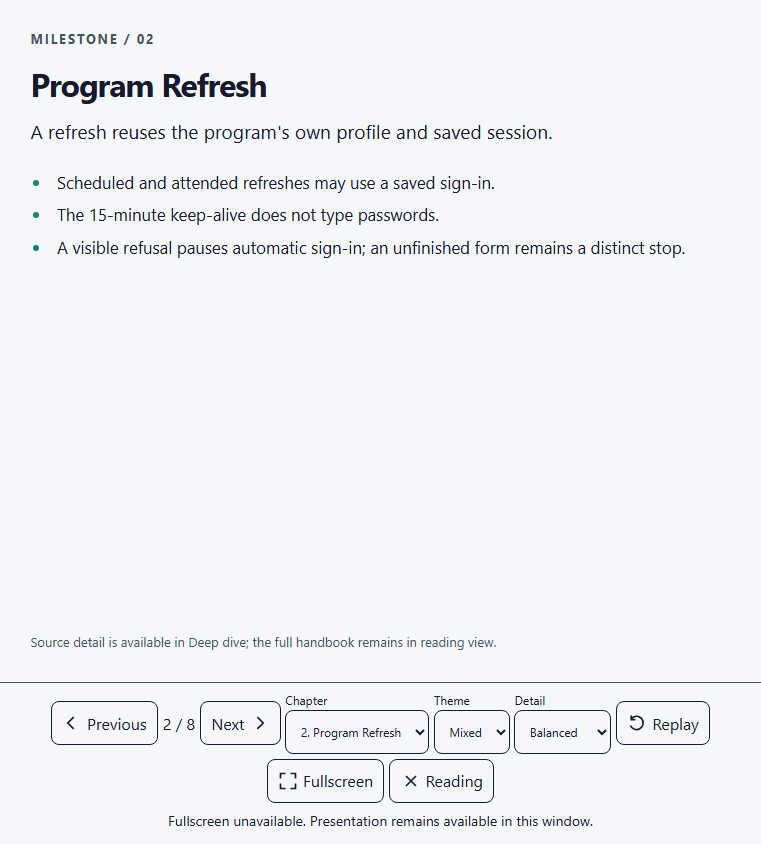 MILESTONE / 02
Program Refresh
A refresh reuses the program's own profile and saved session.
• Scheduled and attended refreshes may use a saved sign-in.
• The 15-minute keep-alive does not type passwords.
• A visible refusal pauses automatic sign-in; an unfinished form remains a distinct stop.
Source detail is available in Deep dive; the full handbook remains in reading view.
Chapter Theme Detail
Previous 2 / 8 Next 2. Program Refresh Mixed Balanced Replay
Fullscreen Reading
Fullscreen unavailable. Presentation remains available in this window.